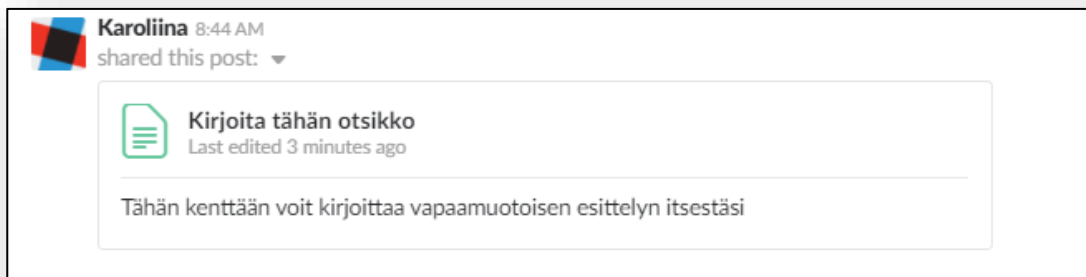 Karoliina 8:44 AM
shared this post:
Kirjoita tähän otsikko
Last edited 3 minutes ago
Tähän kenttään voit kirjoittaa vapaamuotoisen esittelyn itsestäsi